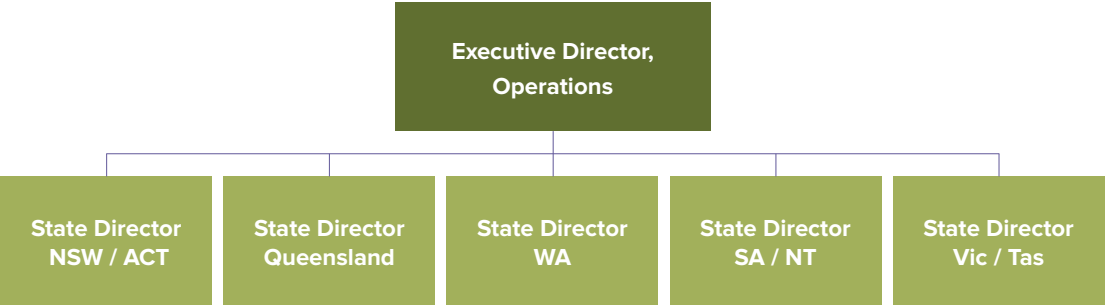 Executive Director,
Operations
State Director
NSW / ACT
State Director
Queensland
State Director
WA
State Director
SA / NT
State Director
Vic / Tas